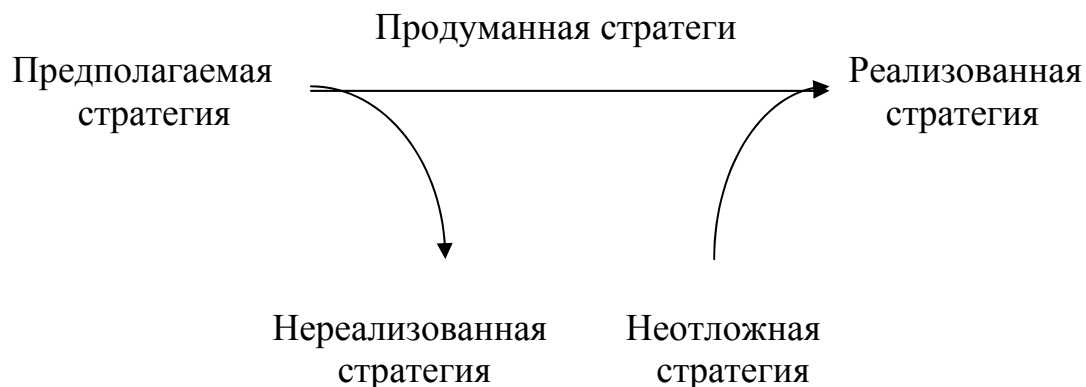 Продуманная стратеги
Предполагаемая
стратегия
Реализованная
стратегия
Нереализованная
стратегия
Неотложная
стратегия